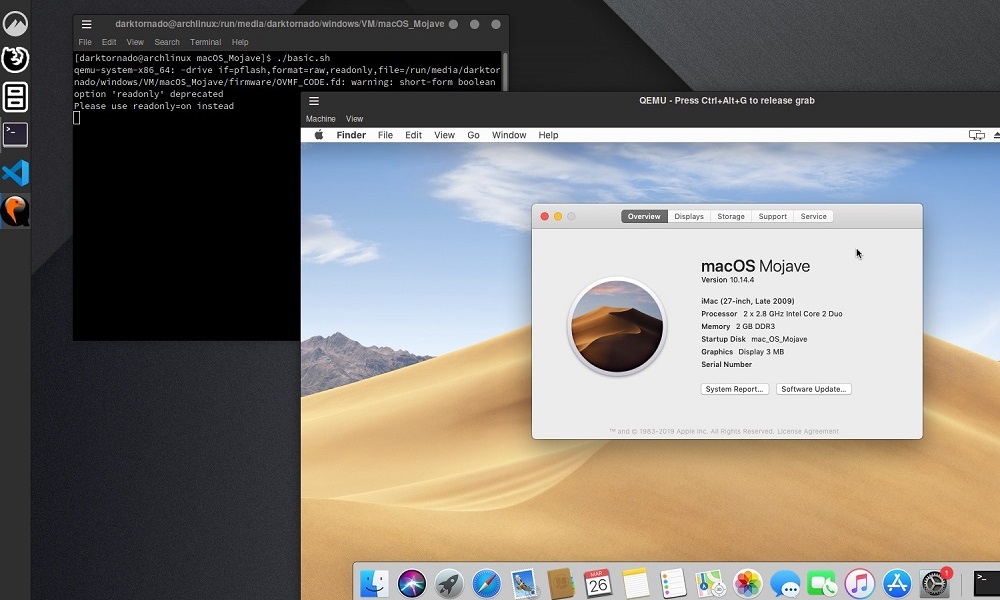 darktornado@archlinux:/run/media/darktornado/windows/VM/macOS_Mojave
File Edit View Search Terminal Help
[darktornado@archlinux macOS_Mojave]$ ./basic.sh
qemu-system-x86_64: -drive if=pflash,format=raw,readonly,file=/run/media/darktor
nado/windows/VM/macOS_Mojave/firmware/OVMF_CODE.fd: warning: short-form boolean
option 'readonly' deprecated
Please use readonly=on instead
QEMU - Press Ctrl+Alt+G to release grab
Machine View
Finder File Edit View Go Window Help
Overview Displays Storage Support Service
macOS Mojave
Version 10.14.4
iMac (27-inch, Late 2009)
Processor 2 x 2.8 GHz Intel Core 2 Duo
Memory 2 GB DDR3
Startup Disk mac_OS_Mojave
Graphics Display 3 MB
Serial Number
System Report... Software Update...
™ and © 1983-2019 Apple Inc. All Rights Reserved. License Agreement
MAR
26
1